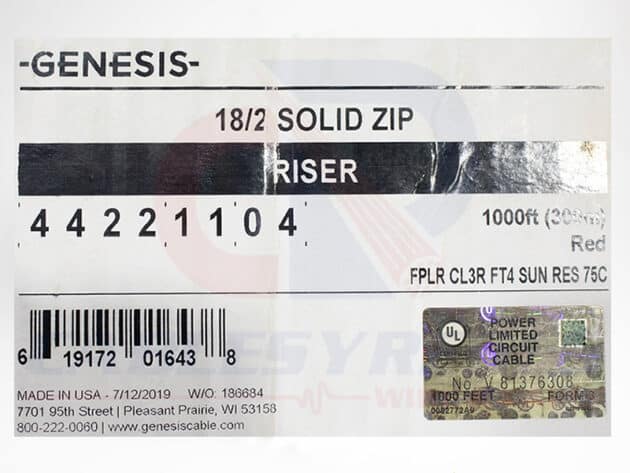 -GENESIS-
18/2 SOLID ZIP
RISER
44221104
1000ft (300m)
Red
FPLR CL3R FT4 SUN RES 75C
6 19172 01643 8
UL
POWER
LIMITED
CIRCUIT
CABLE
No V 81376308
1000 FEET FORM 3
MADE IN USA - 7/12/2019 W/O: 186684
7701 95th Street | Pleasant Prairie, WI 53158
800-222-0060 | www.genesiscable.com